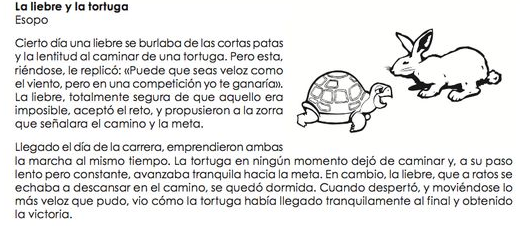 La liebre y la tortuga
Esopo
Cierto día una liebre se burlaba de las cortas patas
y la lentitud al caminar de una tortuga. Pero esta,
riéndose, le replicó: «Puede que seas veloz como
el viento, pero en una competición yo te ganaría».
La liebre, totalmente segura de que aquello era
imposible, aceptó el reto, y propusieron a la zorra
que señalara el camino y la meta.
Llegado el día de la carrera, emprendieron ambas
la marcha al mismo tiempo. La tortuga en ningún momento dejó de caminar y, a su paso
lento pero constante, avanzaba tranquila hacia la meta. En cambio, la liebre, que a ratos se
echaba a descansar en el camino, se quedó dormida. Cuando despertó, y moviéndose lo
más veloz que pudo, vio cómo la tortuga había llegado tranquilamente al final y obtenido
la victoria.